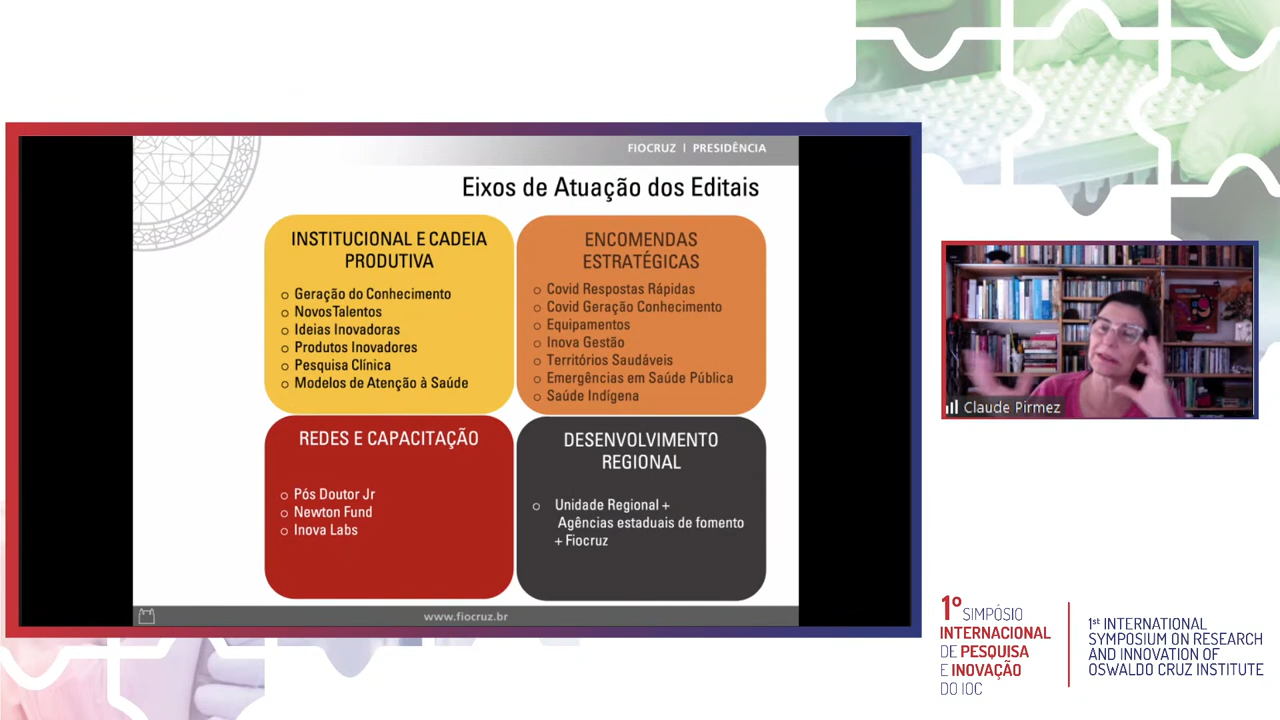 FIOCRUZ | PRESIDÊNCIA
Eixos de Atuação dos Editais
INSTITUCIONAL E CADEIA
PRODUTIVA
o Geração do Conhecimento
o NovosTalentos
o Ideias Inovadoras
o Produtos Inovadores
o Pesquisa Clínica
o Modelos de Atenção à Saúde
ENCOMENDAS
ESTRATÉGICAS
o Covid Respostas Rápidas
o Covid Geração Conhecimento
o Equipamentos
o Inova Gestão
o Territórios Saudáveis
o Emergências em Saúde Pública
o Saúde Indígena
REDES E CAPACITAÇÃO
o Pós Doutor Jr
o Newton Fund
o Inova Labs
DESENVOLVIMENTO
REGIONAL
o Unidade Regional +
Agências estaduais de fomento
+ Fiocruz
www.fiocruz.br
Claude Pirmez
1º SIMPÓSIO
INTERNACIONAL
DE PESQUISA
E INOVAÇÃO
DO IOC
1st INTERNATIONAL
SYMPOSIUM ON RESEARCH
AND INNOVATION OF
OSWALDO CRUZ INSTITUTE